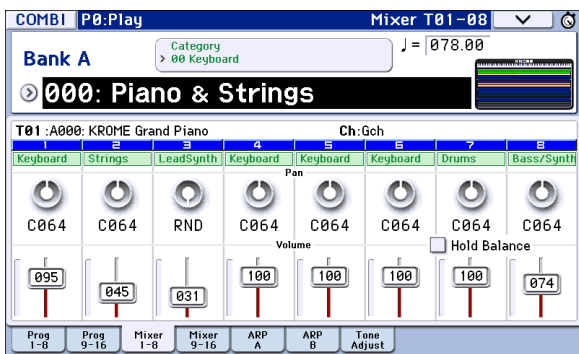 COMBI P0:Play Mixer T01-08
Bank A
Category
00 Keyboard
♩= 078.00
KROME
000: Piano & Strings
T01 :A000: KROME Grand Piano Ch:Gch
1 2 3 4 5 6 7 8
Keyboard Strings LeadSynth Keyboard Keyboard Keyboard Drums Bass/Synth
Pan
C064 C064 RND C064 C064 C064 C064 C064
Volume
Hold Balance
095 045 031 100 100 100 100 074
Prog 1-8
Prog 9-16
Mixer 1-8
Mixer 9-16
ARP A
ARP B
Tone Adjust